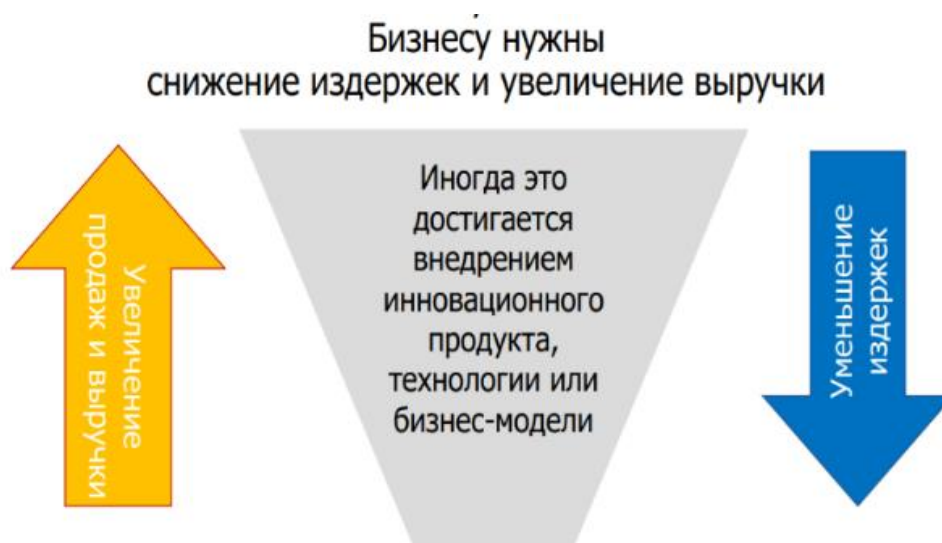 Бизнесу нужны
снижение издержек и увеличение выручки
Увеличение
продаж и выручки
Иногда это
достигается
внедрением
инновационного
продукта,
технологии или
бизнес-модели
Уменьшение
издержек